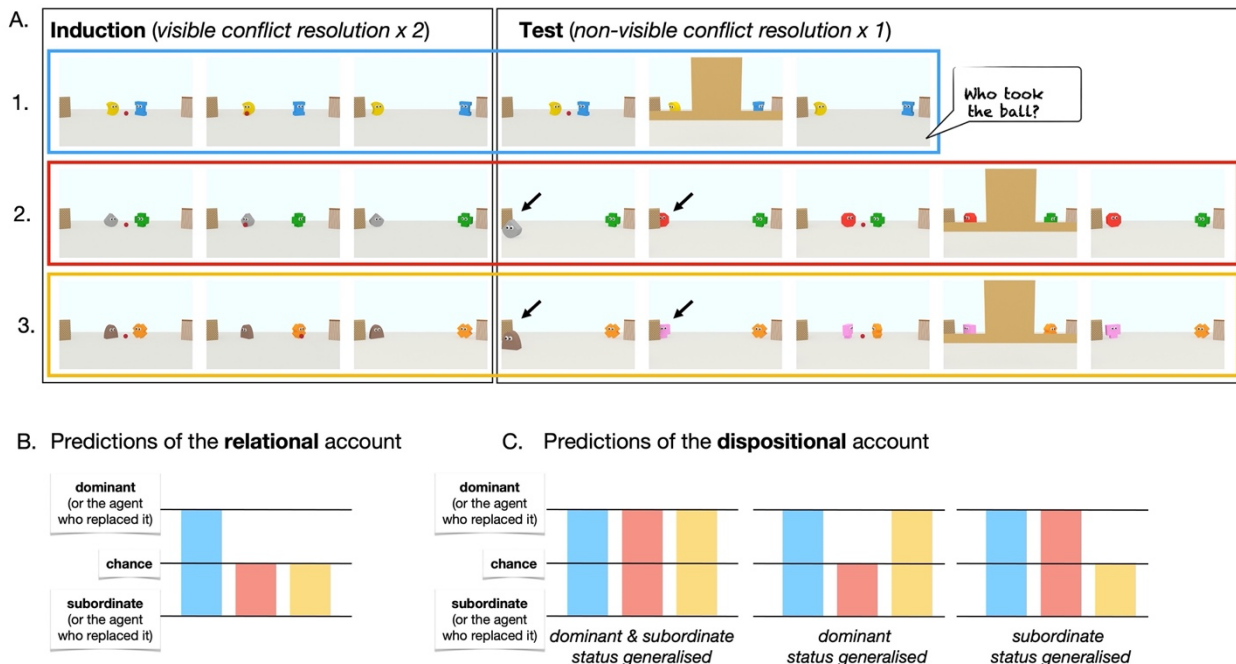 A.
Induction (visible conflict resolution x 2)
Test (non-visible conflict resolution x 1)
1.
Who took
the ball?
2.
3.
B. Predictions of the relational account
dominant
(or the agent
who replaced it)
chance
subordinate
(or the agent
who replaced it)
C. Predictions of the dispositional account
dominant
(or the agent
who replaced it)
chance
subordinate
(or the agent
who replaced it)
dominant & subordinate
status generalised
dominant
status generalised
subordinate
status generalised